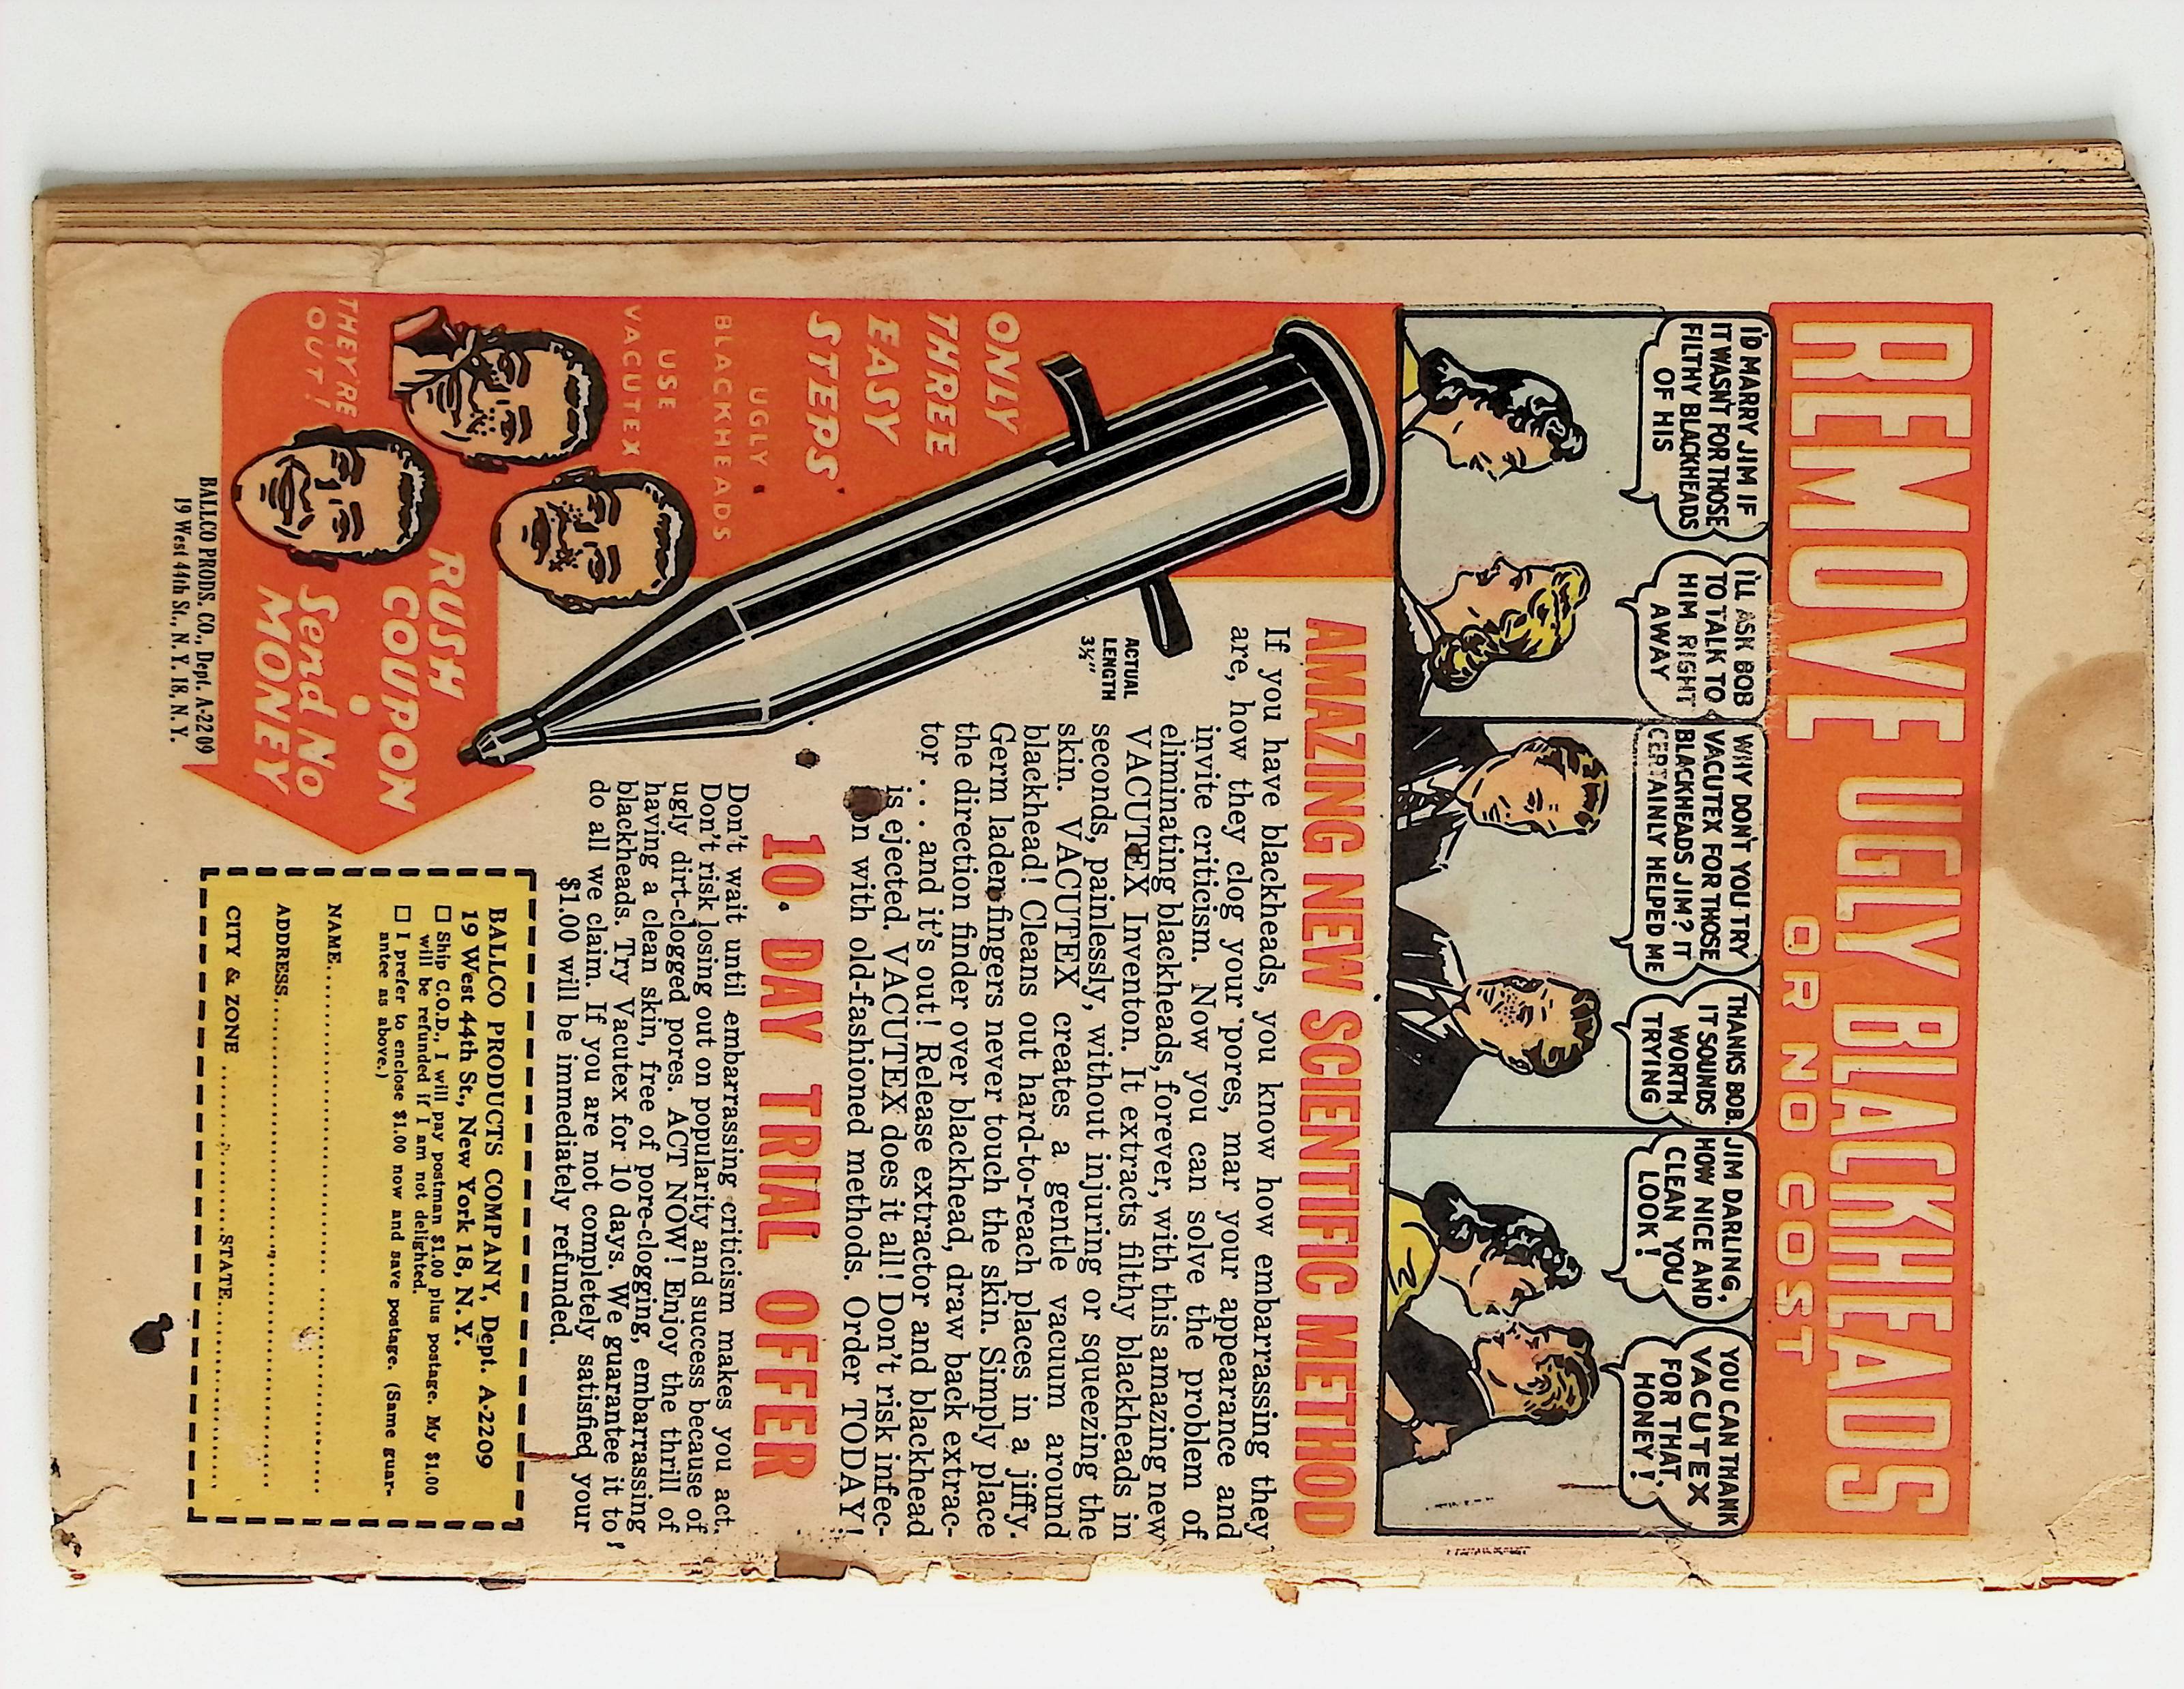 REMOVE UGLY BLACKHEADS
OR NO COST
I'D MARRY JIM IF
IT WASN'T FOR THOSE
FILTHY BLACKHEADS
OF HIS
I'LL ASK BOB
TO TALK TO
HIM RIGHT
AWAY
WHY DON'T YOU TRY
VACUTEX FOR THOSE
BLACKHEADS JIM? IT
CERTAINLY HELPED ME
THANKS BOB.
IT SOUNDS
WORTH
TRYING
JIM DARLING,
HOW NICE AND
CLEAN YOU
LOOK!
YOU CAN THANK
VACUTEX
FOR THAT,
HONEY!
AMAZING NEW SCIENTIFIC METHOD
If you have blackheads, you know how embarrassing they
are, how they clog your pores, mar your appearance and
invite criticism. Now you can solve the problem of
eliminating blackheads, forever, with this amazing new
VACUTEX Inventon. It extracts filthy blackheads in
seconds, painlessly, without injuring or squeezing the
skin. VACUTEX creates a gentle vacuum around
blackhead! Cleans out hard-to-reach places in a jiffy.
Germ laden fingers never touch the skin. Simply place
the direction finder over blackhead, draw back extrac-
tor . . . and it's out! Release extractor and blackhead
is ejected. VACUTEX does it all! Don't risk infec-
on with old-fashioned methods. Order TODAY!
ACTUAL
LENGTH
ONLY
THREE
EASY
STEPS
UGLY
BLACKHEADS
USE
VACUTEX
THEY'RE
OUT!
10 DAY TRIAL OFFER
Don't wait until embarrassing criticism makes you act.
Don't risk losing out on popularity and success because of
ugly dirt-clogged pores. ACT NOW! Enjoy the thrill of
having a clean skin, free of pore-clogging, embarrassing
blackheads. Try Vacutex for 10 days. We guarantee it to
do all we claim. If you are not completely satisfied your
$1.00 will be immediately refunded.
RUSH
COUPON
Send No
MONEY
BALLCO PRODS. CO., Dept. A-2209
19 West 44th St., N. Y. 18, N. Y.
BALLCO PRODUCTS COMPANY, Dept. A-2209
19 West 44th St., New York 18, N. Y.
□ Ship C.O.D., I will pay postman $1.00 plus postage. My $1.00
will be refunded if I am not delighted.
□ I prefer to enclose $1.00 now and save postage. (Same guar-
antee as above.)
NAME
ADDRESS
CITY & ZONE STATE